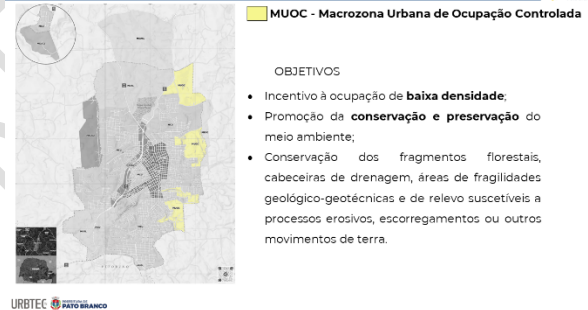 MUOC - Macrozona Urbana de Ocupação Controlada
OBJETIVOS
• Incentivo à ocupação de baixa densidade;
• Promoção da conservação e preservação do
meio ambiente;
• Conservação dos fragmentos florestais,
cabeceiras de drenagem, áreas de fragilidades
geológico-geotécnicas e de relevo suscetíveis a
processos erosivos, escorregamentos ou outros
movimentos de terra.
URBTEC
PREFEITURA DE
PATO BRANCO